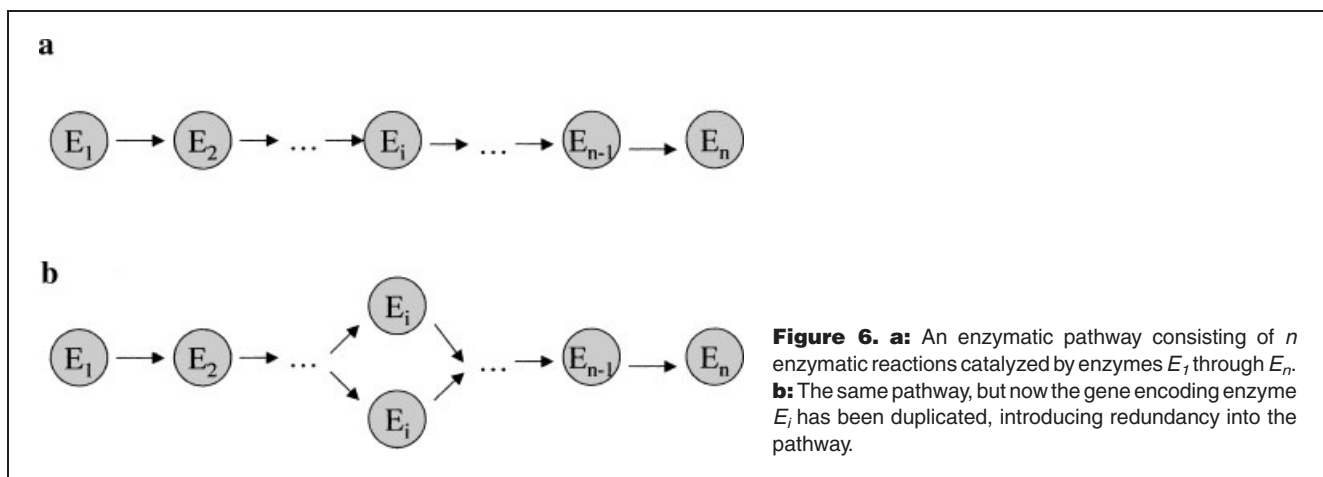 a
E1 → E2 → ... → Ei → ... → En-1 → En
b
Ei
E1 → E2 → ... ... → En-1 → En
Ei
Figure 6. a: An enzymatic pathway consisting of n
enzymatic reactions catalyzed by enzymes E1 through En.
b: The same pathway, but now the gene encoding enzyme
Ei has been duplicated, introducing redundancy into the
pathway.